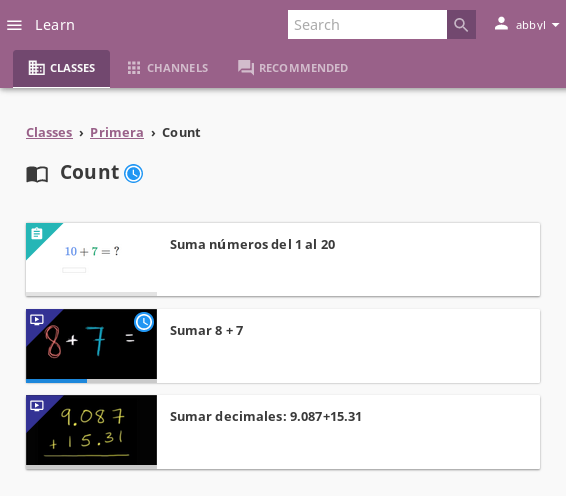 Learn
Search
abbyl
CLASSES
CHANNELS
RECOMMENDED
Classes › Primera › Count
Count
10 + 7 = ?
Suma números del 1 al 20
8 + 7 =
Sumar 8 + 7
9.087
+ 15.31
Sumar decimales: 9.087+15.31